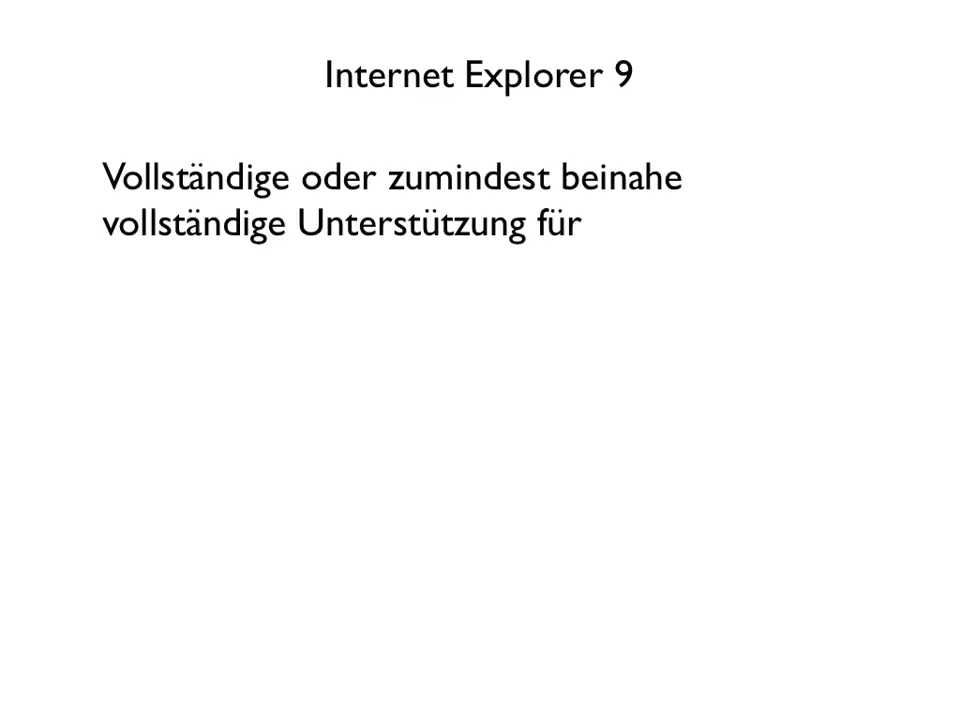 Internet Explorer 9
Vollständige oder zumindest beinahe
vollständige Unterstützung für